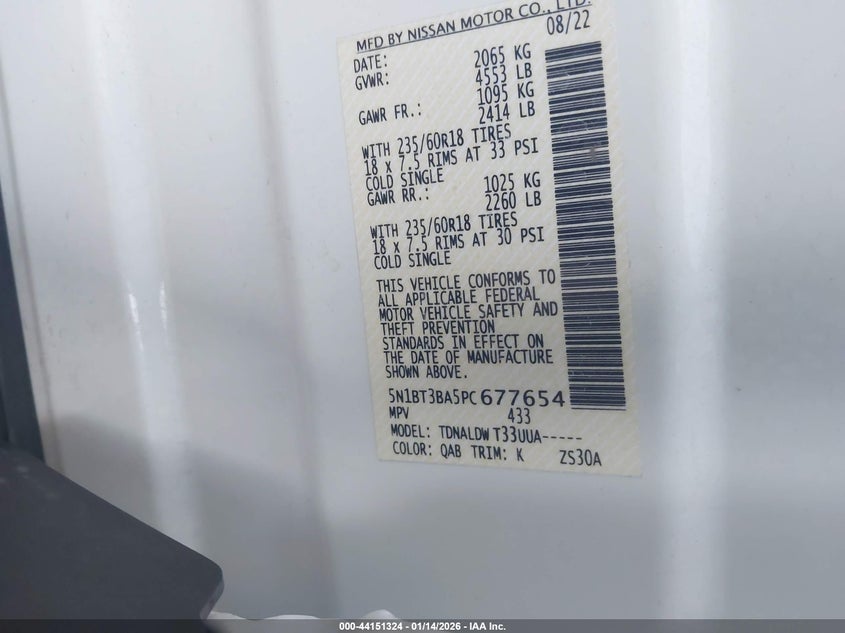 MFD BY NISSAN MOTOR CO., LTD.
DATE: 08/22
GVWR: 2065 KG
4553 LB
GAWR FR.: 1095 KG
2414 LB
WITH 235/60R18 TIRES
18 x 7.5 RIMS AT 33 PSI
COLD SINGLE
GAWR RR.: 1025 KG
2260 LB
WITH 235/60R18 TIRES
18 x 7.5 RIMS AT 30 PSI
COLD SINGLE
THIS VEHICLE CONFORMS TO
ALL APPLICABLE FEDERAL
MOTOR VEHICLE SAFETY AND
THEFT PREVENTION
STANDARDS IN EFFECT ON
THE DATE OF MANUFACTURE
SHOWN ABOVE.
5N1BT3BA5PC677654
MPV 433
MODEL: TDNALDW T33UUA-----
COLOR: QAB TRIM: K ZS30A
000-44151324 | 01/14/2026 - IAA Inc.